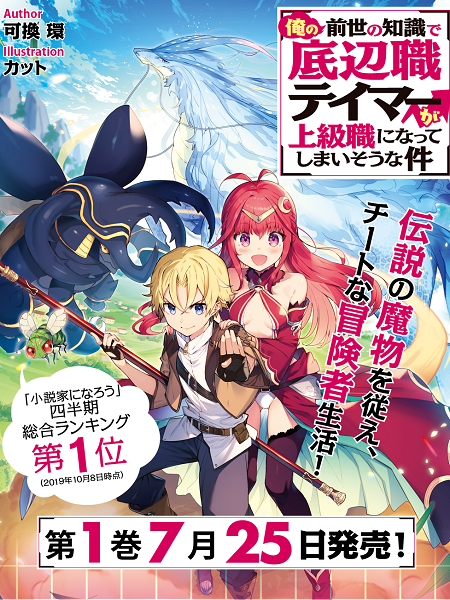 Author
可換 環
Illustration
カット
俺の前世の知識で
底辺職
テイマーが
上級職になって
しまいそうな件
伝説の魔物を従え、
チートな冒険者生活!
「小説家になろう」
四半期
総合ランキング
第1位
(2019年10月8日時点)
第1巻7月25日発売!